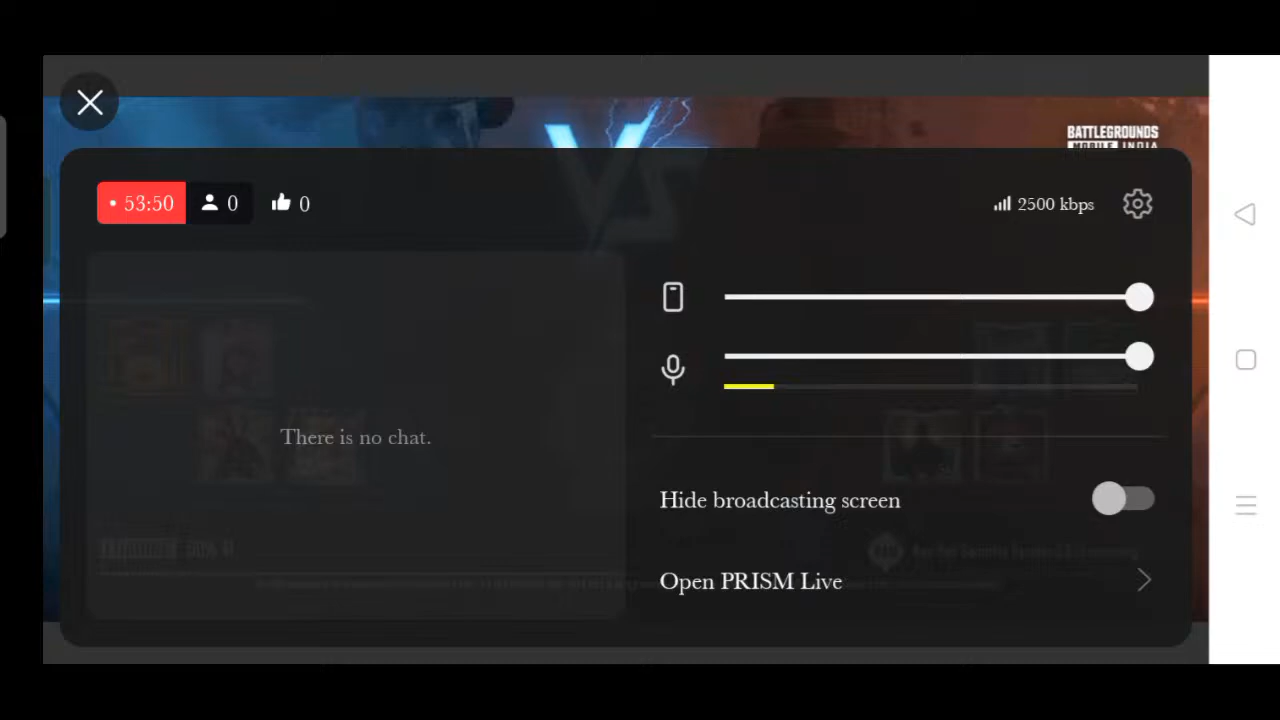 BATTLEGROUNDS
MOBILE INDIA
VS
• 53:50 0 0
2500 kbps
There is no chat.
Hide broadcasting screen
Open PRISM Live